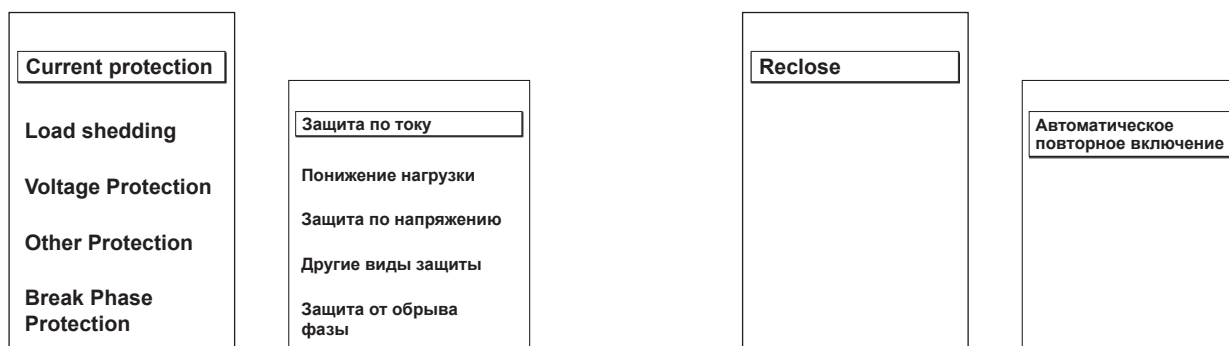 Current protection
Load shedding
Voltage Protection
Other Protection
Break Phase
Protection
Защита по току
Понижение нагрузки
Защита по напряжению
Другие виды защиты
Защита от обрыва
фазы
Reclose
Автоматическое
повторное включение